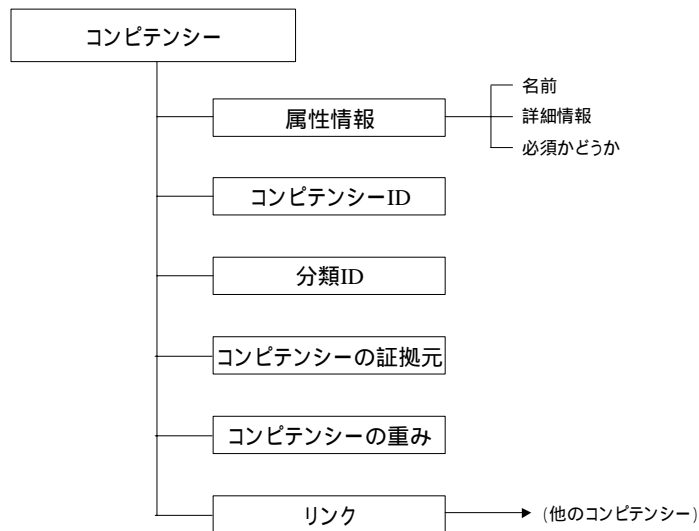 コンピテンシー
属性情報
名前
詳細情報
必須かどうか
コンピテンシーID
分類ID
コンピテンシーの証拠元
コンピテンシーの重み
リンク
(他のコンピテンシー)